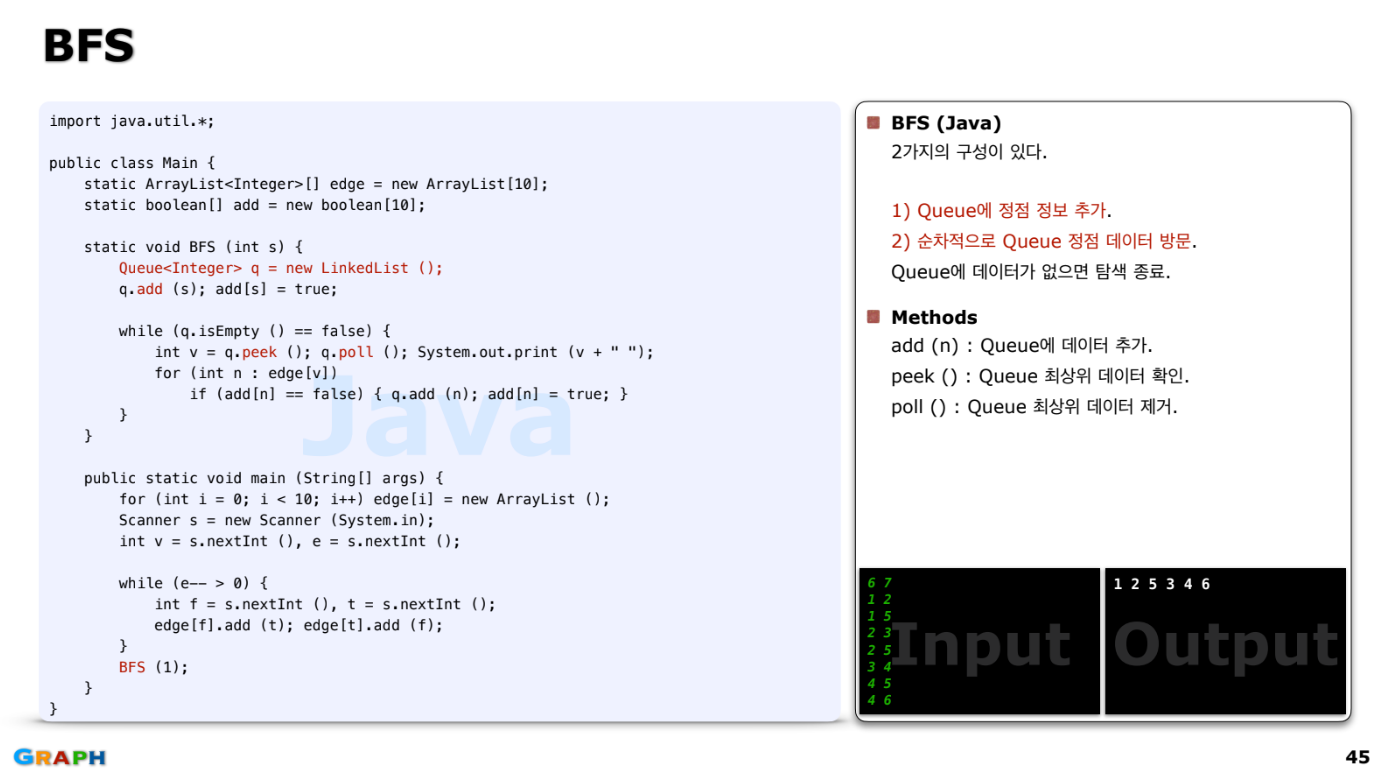 BFS
import java.util.*;
public class Main {
    static ArrayList<Integer>[] edge = new ArrayList[10];
    static boolean[] add = new boolean[10];
    static void BFS (int s) {
        Queue<Integer> q = new LinkedList ();
        q.add (s); add[s] = true;
        while (q.isEmpty () == false) {
            int v = q.peek (); q.poll (); System.out.print (v + " ");
            for (int n : edge[v])
                if (add[n] == false) { q.add (n); add[n] = true; }
        }
    }
    public static void main (String[] args) {
        for (int i = 0; i < 10; i++) edge[i] = new ArrayList ();
        Scanner s = new Scanner (System.in);
        int v = s.nextInt (), e = s.nextInt ();
        while (e-- > 0) {
            int f = s.nextInt (), t = s.nextInt ();
            edge[f].add (t); edge[t].add (f);
        }
        BFS (1);
    }
}
Java
BFS (Java)
2가지의 구성이 있다.
1) Queue에 정점 정보 추가.
2) 순차적으로 Queue 정점 데이터 방문.
Queue에 데이터가 없으면 탐색 종료.
Methods
add (n) : Queue에 데이터 추가.
peek () : Queue 최상위 데이터 확인.
poll () : Queue 최상위 데이터 제거.
6 7
1 2
1 5
2 3
2 5
3 4
4 5
4 6
Input
1 2 5 3 4 6
Output
GRAPH
45